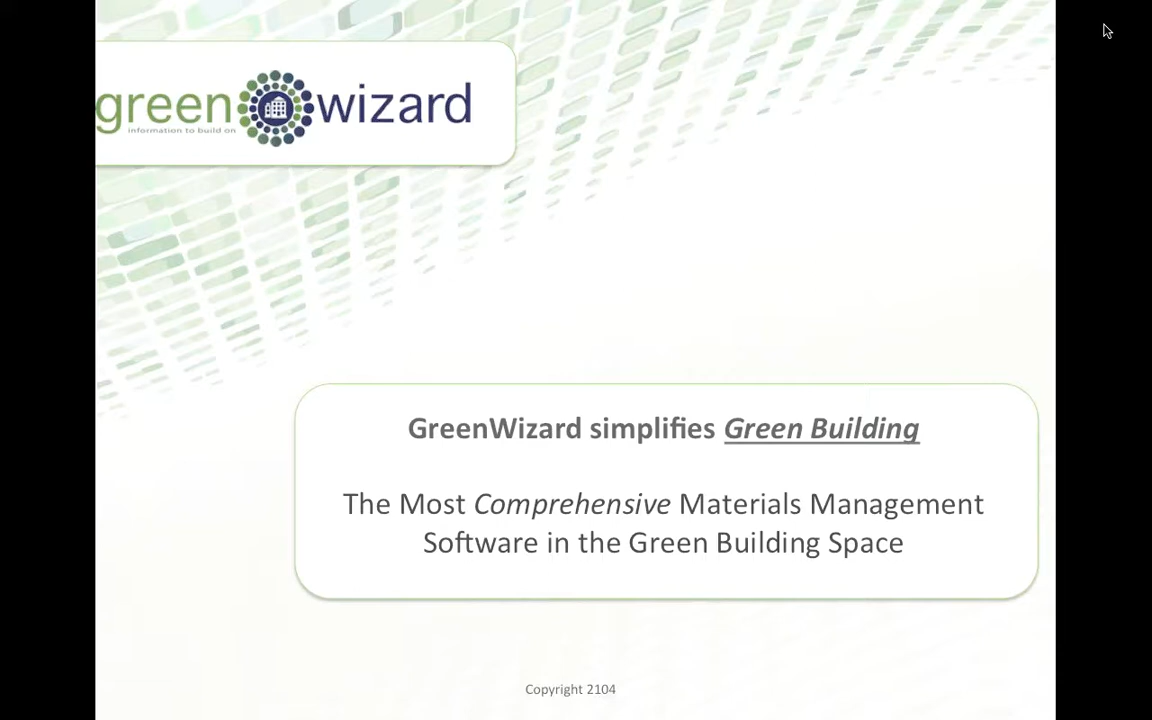 green wizard
information to build on
GreenWizard simplifies Green Building
The Most Comprehensive Materials Management
Software in the Green Building Space
Copyright 2104